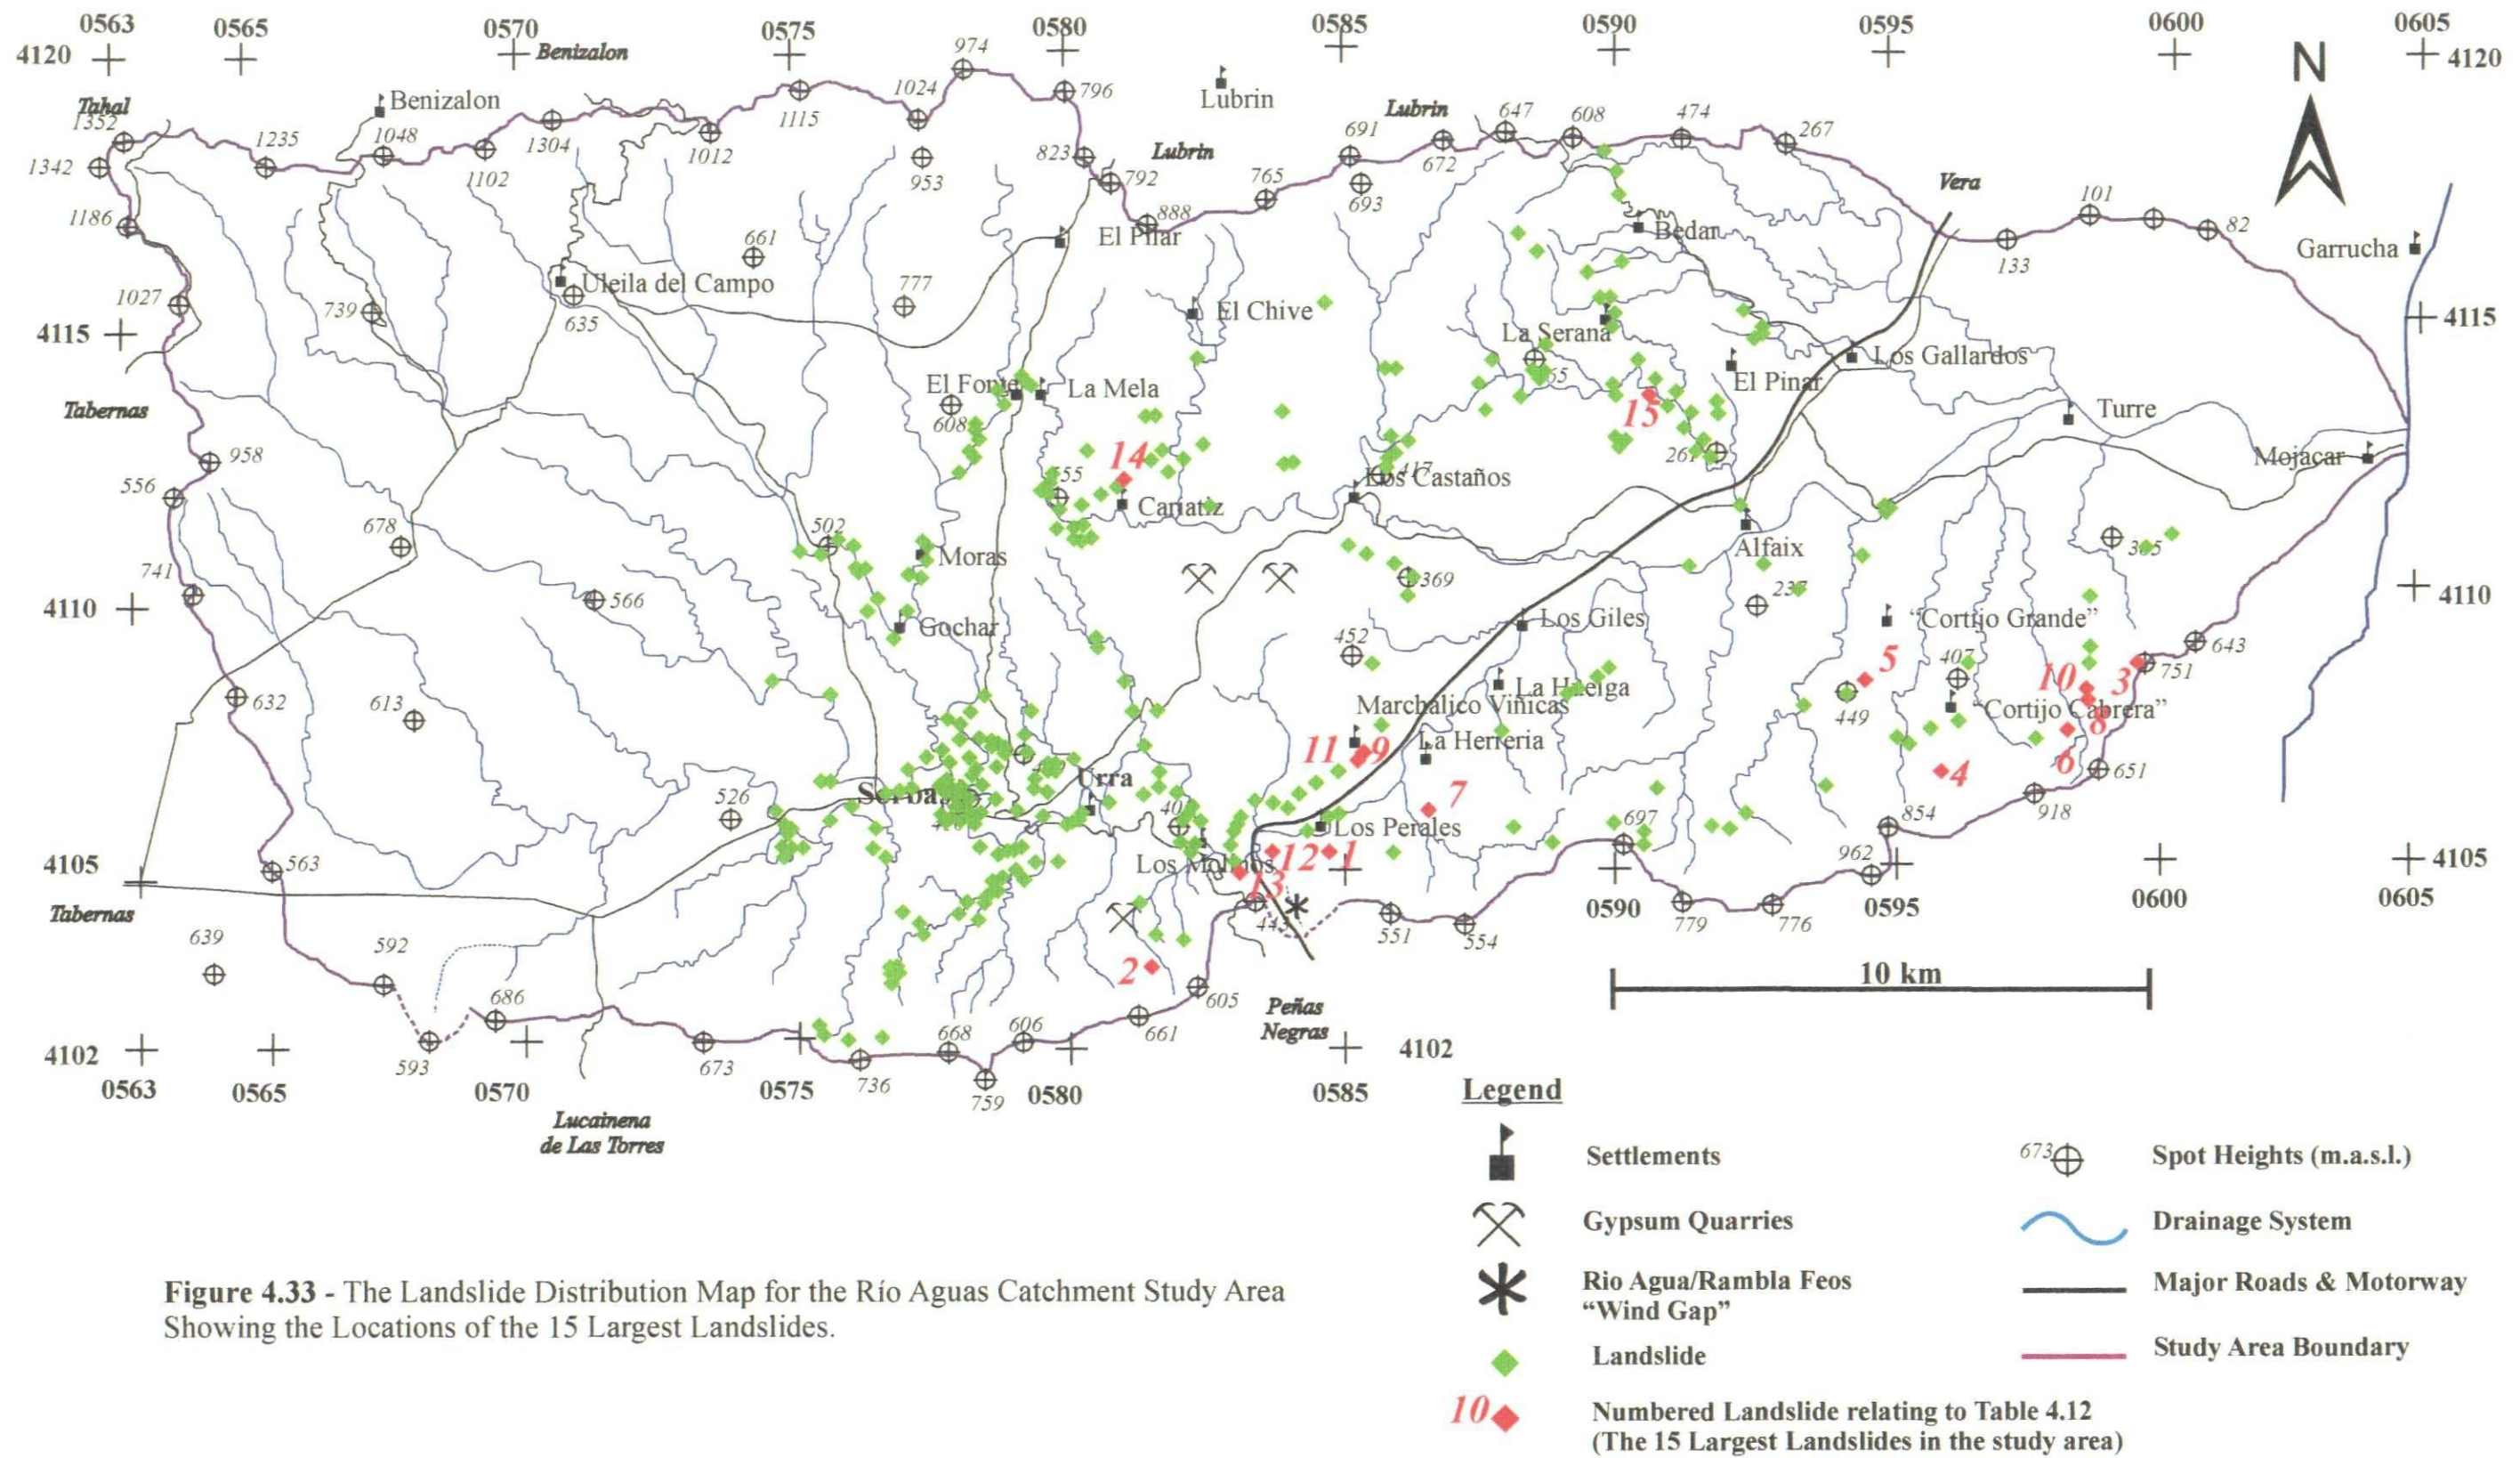 0563
0565
0570
0575
0580
0585
0590
0595
0600
0605
4120
Benizalon
974
N
4120
Tahal
1352
Benizalon
1024
796
Lubrin
Lubrin
647
608
474
267
1235
1048
1304
1115
1012
691
672
1342
1102
953
823
Lubrin
792
765
693
Vera
101
1186
888
82
661
El Pilar
Bedar
133
Garrucha
1027
739
Uleila del Campo
635
777
El Chive
4115
La Serana
4115
Los Gallardos
El Fonte
La Mela
65
El Pinar
Tabernas
608
15
Turre
958
14
261
Mojacar
556
555
417
Los Castaños
678
502
Cariatiz
Moras
Alfaix
385
741
566
369
237
4110
4110
Gochar
Los Giles
"Cortijo Grande"
452
5
407
643
632
613
La Huelga
10
3
751
Marchalico Viñicas
449
"Cortijo Cabrera"
8
11
9
La Herreria
Urra
4
6
651
Sorbas
526
7
918
Los Perales
697
854
4105
563
Los Molinos
12
1
962
4105
13
Tabernas
443
551
554
0590
779
776
0595
0600
0605
639
592
2
10 km
686
605
Peñas
Negras
4102
593
673
668
606
661
4102
736
759
0563
0565
0570
0575
0580
0585
Lucainena
de Las Torres
Legend
Settlements
673
Spot Heights (m.a.s.l.)
Gypsum Quarries
Drainage System
Rio Agua/Rambla Feos
"Wind Gap"
Major Roads & Motorway
Landslide
Study Area Boundary
10
Numbered Landslide relating to Table 4.12
(The 15 Largest Landslides in the study area)
Figure 4.33 - The Landslide Distribution Map for the Río Aguas Catchment Study Area
Showing the Locations of the 15 Largest Landslides.